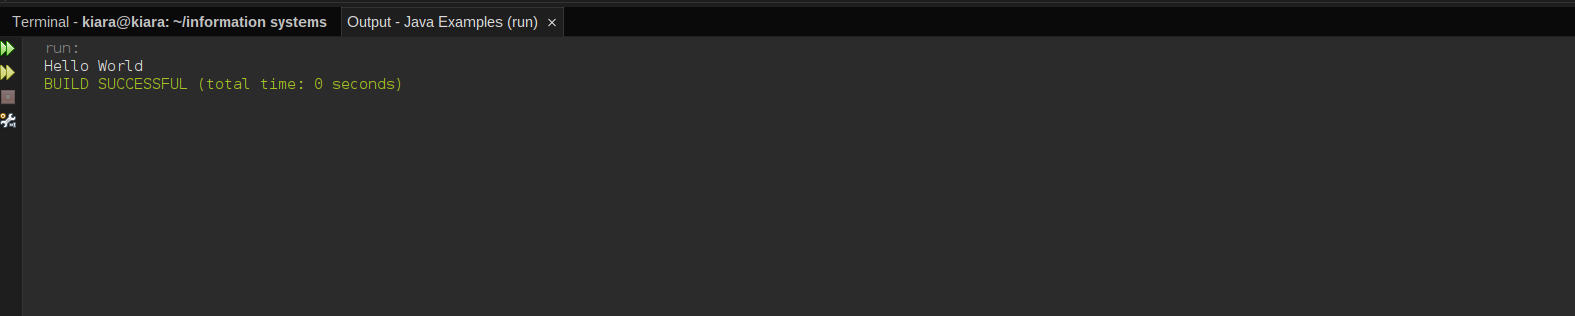 Terminal - kiara@kiara: ~/information systems
Output - Java Examples (run)
run:
Hello World
BUILD SUCCESSFUL (total time: 0 seconds)